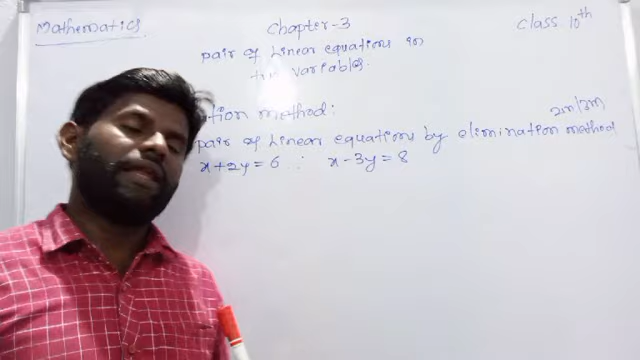 Mathematics
Chapter-3
Class 10th
pair of Linear equations in
two variables.
ation method:
2m/3m
pair of Linear equations by elimination method
x+2y=6 ; x-3y=8